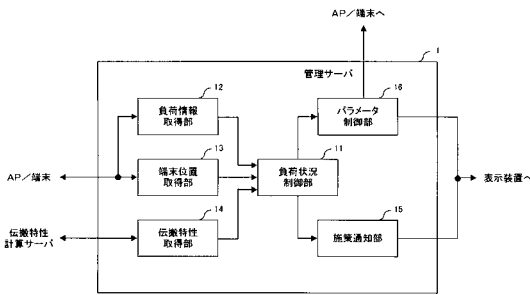 AP／端末へ
1
管理サーバ
12
負荷情報
取得部
16
パラメータ
制御部
13
端末位置
取得部
11
負荷状況
制御部
AP／端末
表示装置へ
14
伝搬特性
取得部
15
施策通知部
伝搬特性
計算サーバ